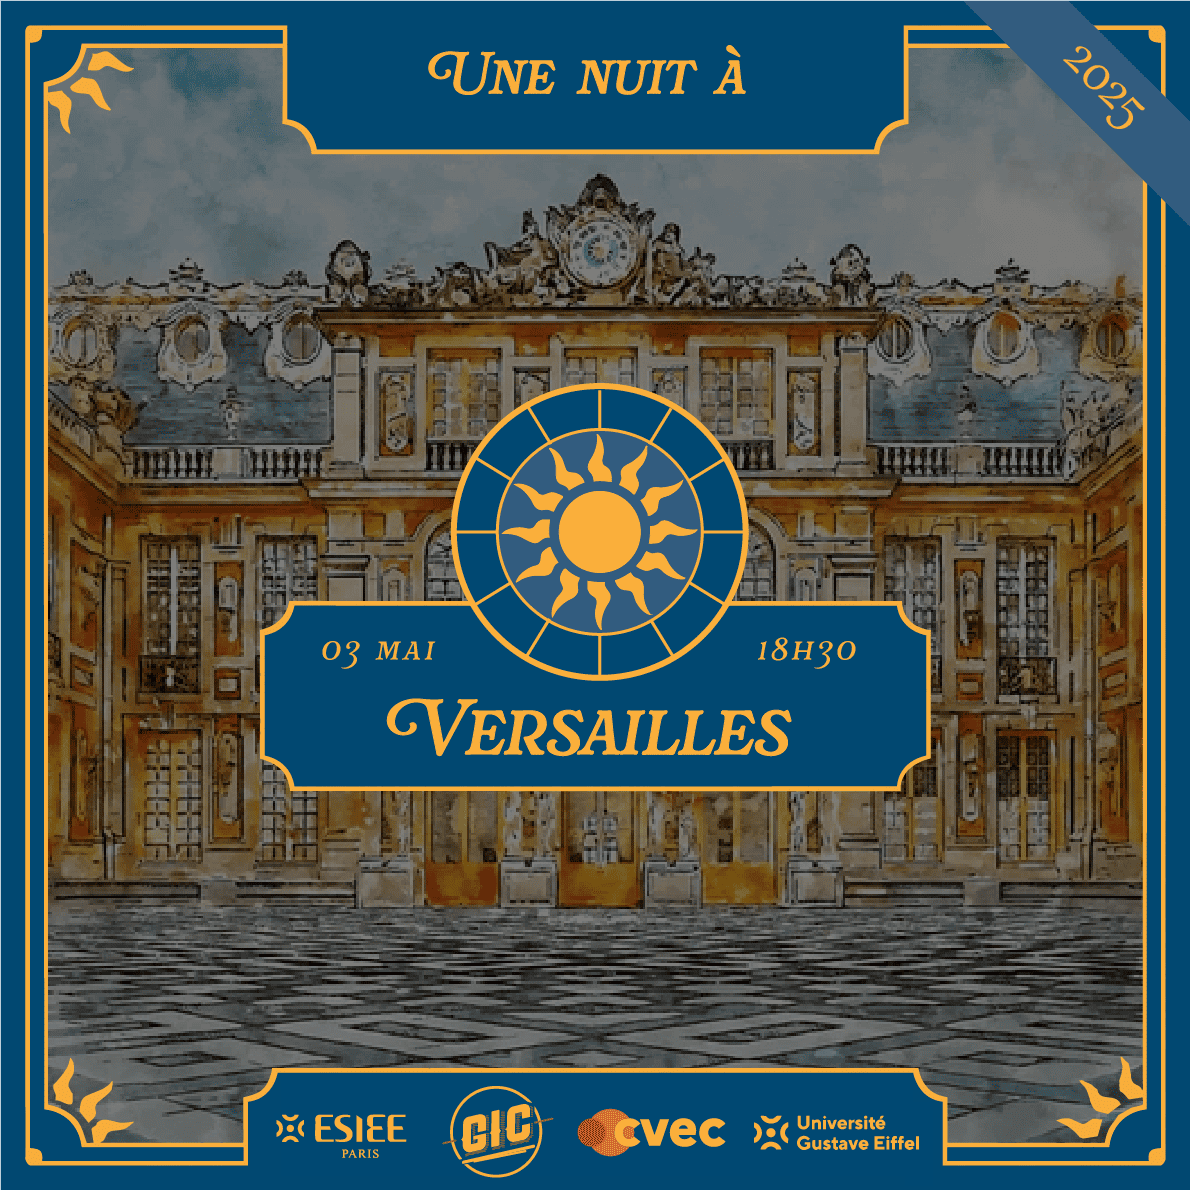 Une nuit à
2025
03 mai
18h30
Versailles
ESIEE
PARIS
GIC
cvec
Université
Gustave Eiffel